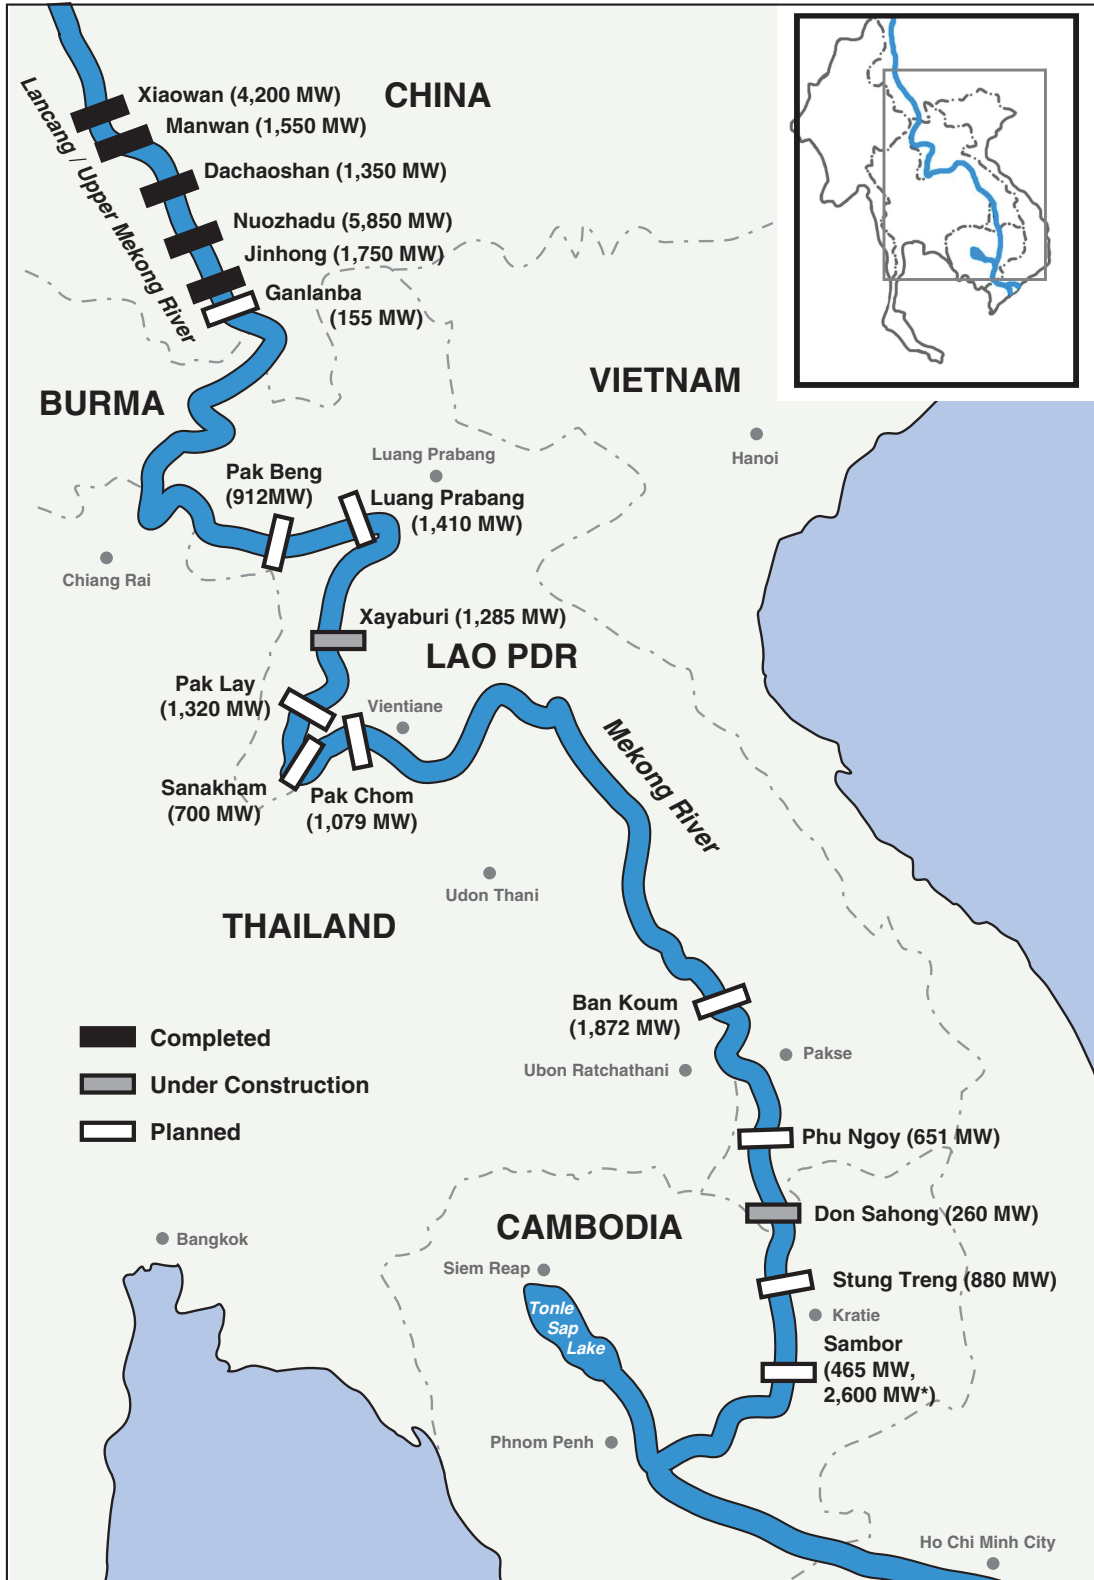 Xiaowan (4,200 MW)
CHINA
Manwan (1,550 MW)
Lancang / Upper Mekong River
Dachaoshan (1,350 MW)
Nuozhadu (5,850 MW)
Jinhong (1,750 MW)
Ganlanba
(155 MW)
VIETNAM
BURMA
Hanoi
Luang Prabang
Pak Beng
(912MW)
Luang Prabang
(1,410 MW)
Chiang Rai
Xayaburi (1,285 MW)
LAO PDR
Pak Lay
(1,320 MW)
Vientiane
Mekong River
Sanakham
(700 MW)
Pak Chom
(1,079 MW)
Udon Thani
THAILAND
Ban Koum
(1,872 MW)
Completed
Under Construction
Planned
Pakse
Ubon Ratchathani
Phu Ngoy (651 MW)
Don Sahong (260 MW)
CAMBODIA
Bangkok
Siem Reap
Stung Treng (880 MW)
Tonle
Sap
Lake
Kratie
Sambor
(465 MW,
2,600 MW*)
Phnom Penh
Ho Chi Minh City